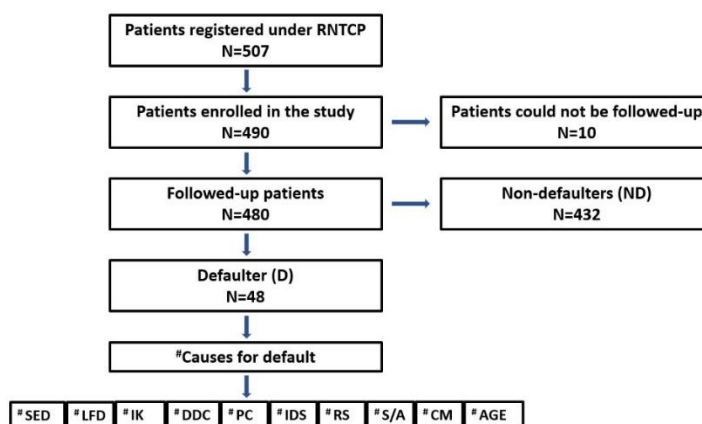 Patients registered under RNTCP
N=507
Patients enrolled in the study
N=490
Patients could not be followed-up
N=10
Followed-up patients
N=480
Non-defaulters (ND)
N=432
Defaulter (D)
N=48
#Causes for default
#SED #LFD #IK #DDC #PC #IDS #RS #S/A #CM #AGE